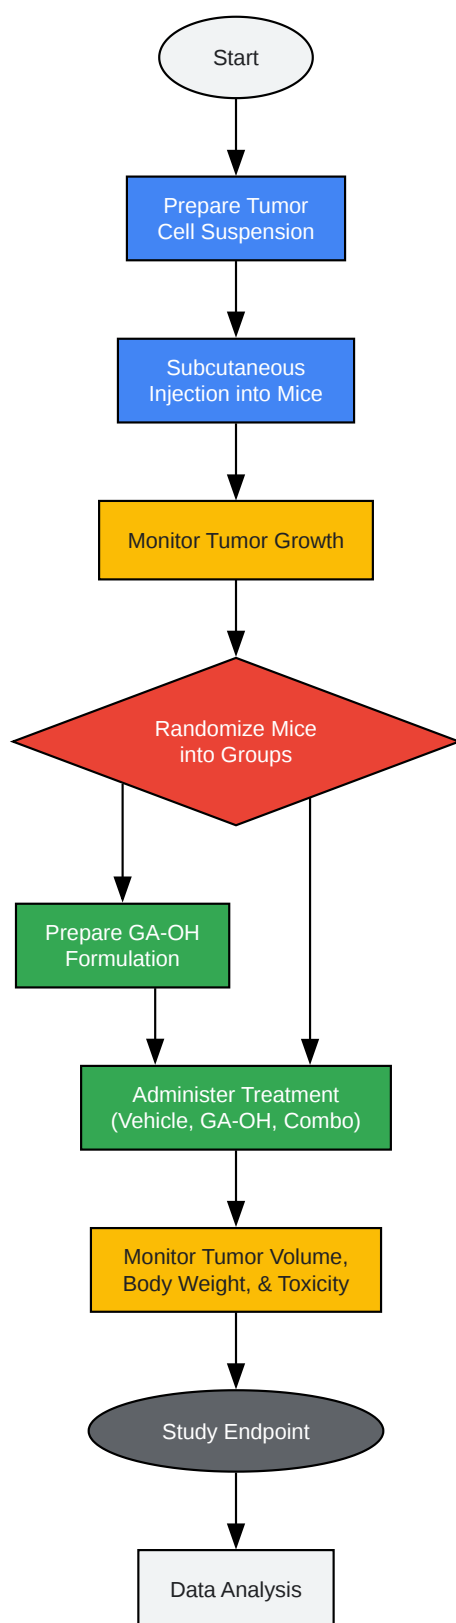 Start
Prepare Tumor
Cell Suspension
Subcutaneous
Injection into Mice
Monitor Tumor Growth
Randomize Mice
into Groups
Prepare GA-OH
Formulation
Administer Treatment
(Vehicle, GA-OH, Combo)
Monitor Tumor Volume,
Body Weight, & Toxicity
Study Endpoint
Data Analysis